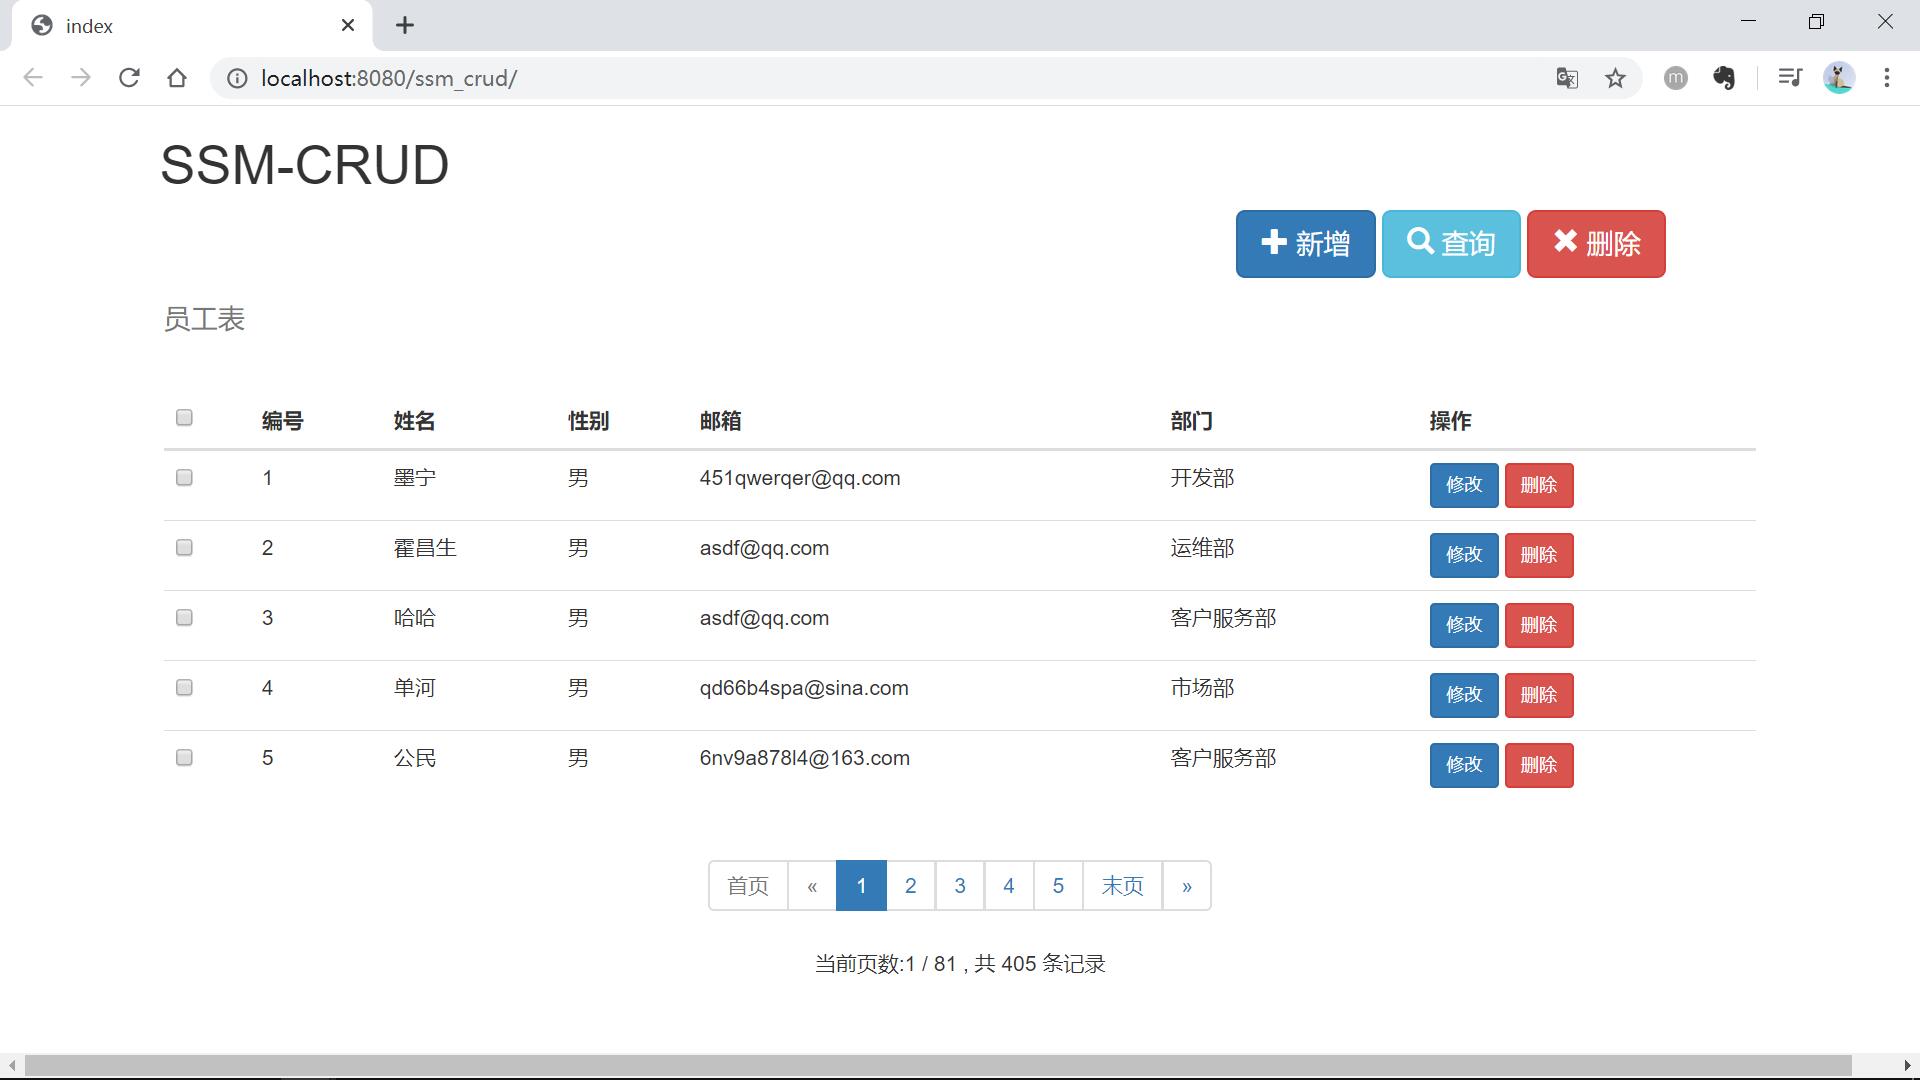 index
localhost:8080/ssm_crud/
SSM-CRUD
新增 查询 删除
员工表
编号 姓名 性别 邮箱 部门 操作
1 墨宁 男 451qwerqer@qq.com 开发部 修改 删除
2 霍昌生 男 asdf@qq.com 运维部 修改 删除
3 哈哈 男 asdf@qq.com 客户服务部 修改 删除
4 单河 男 qd66b4spa@sina.com 市场部 修改 删除
5 公民 男 6nv9a878l4@163.com 客户服务部 修改 删除
首页 « 1 2 3 4 5 末页 »
当前页数:1 / 81 , 共 405 条记录